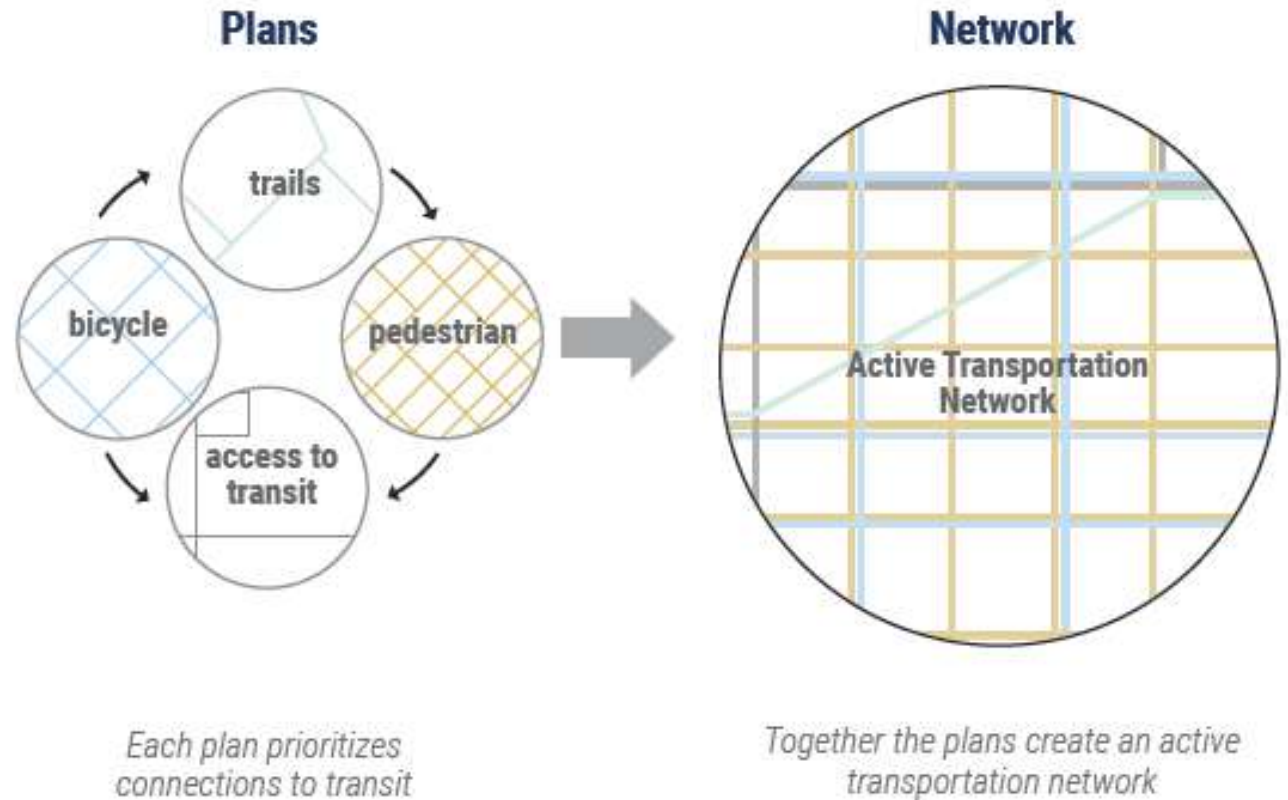 Plans
Network
trails
bicycle
pedestrian
access to
transit
Active Transportation
Network
Each plan prioritizes
connections to transit
Together the plans create an active
transportation network